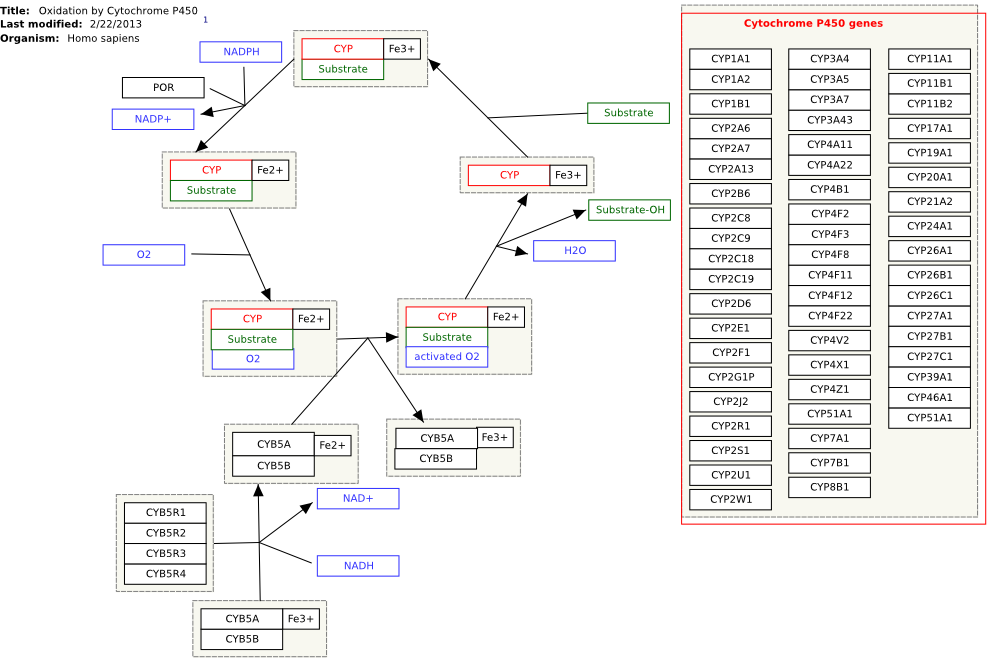 Title: Oxidation by Cytochrome P450
Last modified: 2/22/2013
1
Organism: Homo sapiens
NADPH
POR
NADP+
CYP Fe3+
Substrate
CYP Fe2+
Substrate
Substrate
CYP Fe3+
Substrate-OH
H2O
O2
CYP Fe2+
Substrate
O2
CYP Fe2+
Substrate
activated O2
CYB5A Fe2+
CYB5B
CYB5A Fe3+
CYB5B
NAD+
CYB5R1
CYB5R2
CYB5R3
CYB5R4
NADH
CYB5A Fe3+
CYB5B
Cytochrome P450 genes
CYP1A1
CYP1A2
CYP1B1
CYP2A6
CYP2A7
CYP2A13
CYP2B6
CYP2C8
CYP2C9
CYP2C18
CYP2C19
CYP2D6
CYP2E1
CYP2F1
CYP2G1P
CYP2J2
CYP2R1
CYP2S1
CYP2U1
CYP2W1
CYP3A4
CYP3A5
CYP3A7
CYP3A43
CYP4A11
CYP4A22
CYP4B1
CYP4F2
CYP4F3
CYP4F8
CYP4F11
CYP4F12
CYP4F22
CYP4V2
CYP4X1
CYP4Z1
CYP51A1
CYP7A1
CYP7B1
CYP8B1
CYP11A1
CYP11B1
CYP11B2
CYP17A1
CYP19A1
CYP20A1
CYP21A2
CYP24A1
CYP26A1
CYP26B1
CYP26C1
CYP27A1
CYP27B1
CYP27C1
CYP39A1
CYP46A1
CYP51A1